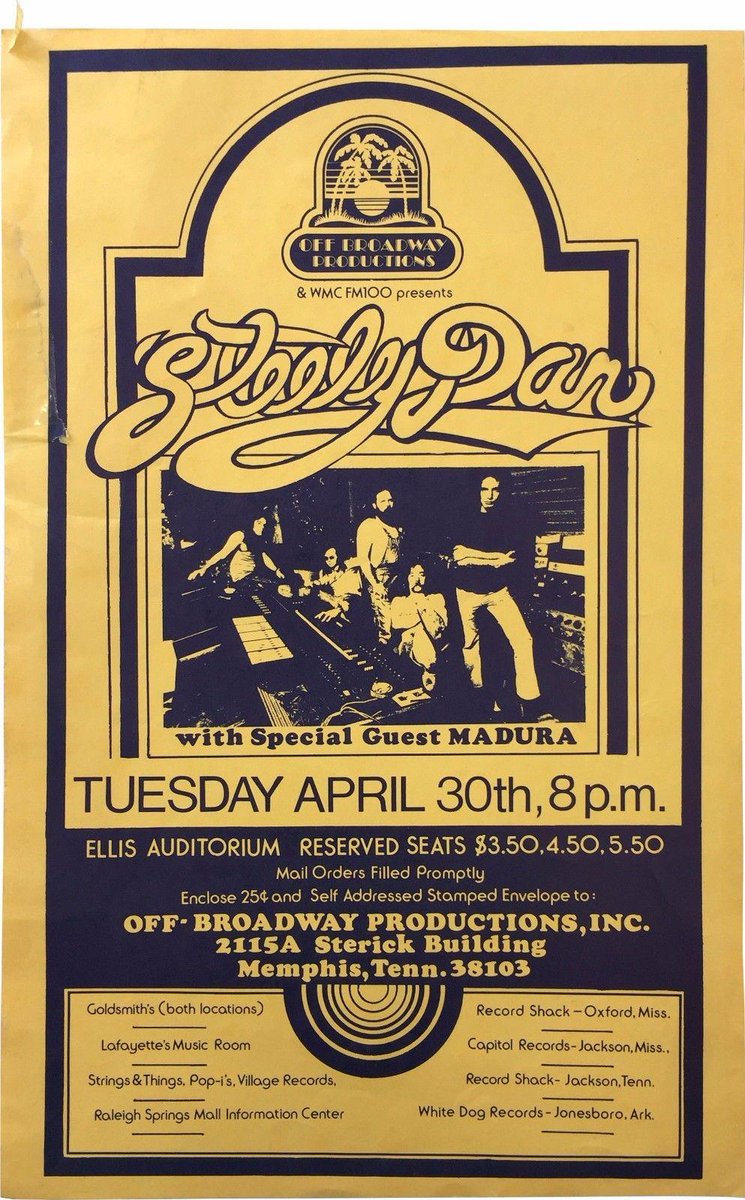 OFF BROADWAY
PRODUCTIONS
& WMC FM100 presents
Steely Dan
with Special Guest MADURA
TUESDAY APRIL 30th, 8 p.m.
ELLIS AUDITORIUM RESERVED SEATS $3.50, 4.50, 5.50
Mail Orders Filled Promptly
Enclose 25¢ and Self Addressed Stamped Envelope to:
OFF-BROADWAY PRODUCTIONS, INC.
2115A Sterick Building
Memphis, Tenn. 38103
Goldsmith's (both locations)
Lafayette's Music Room
Strings & Things, Pop-i's, Village Records,
Raleigh Springs Mall Information Center
Record Shack – Oxford, Miss.
Capitol Records - Jackson, Miss.,
Record Shack - Jackson, Tenn.
White Dog Records - Jonesboro, Ark.